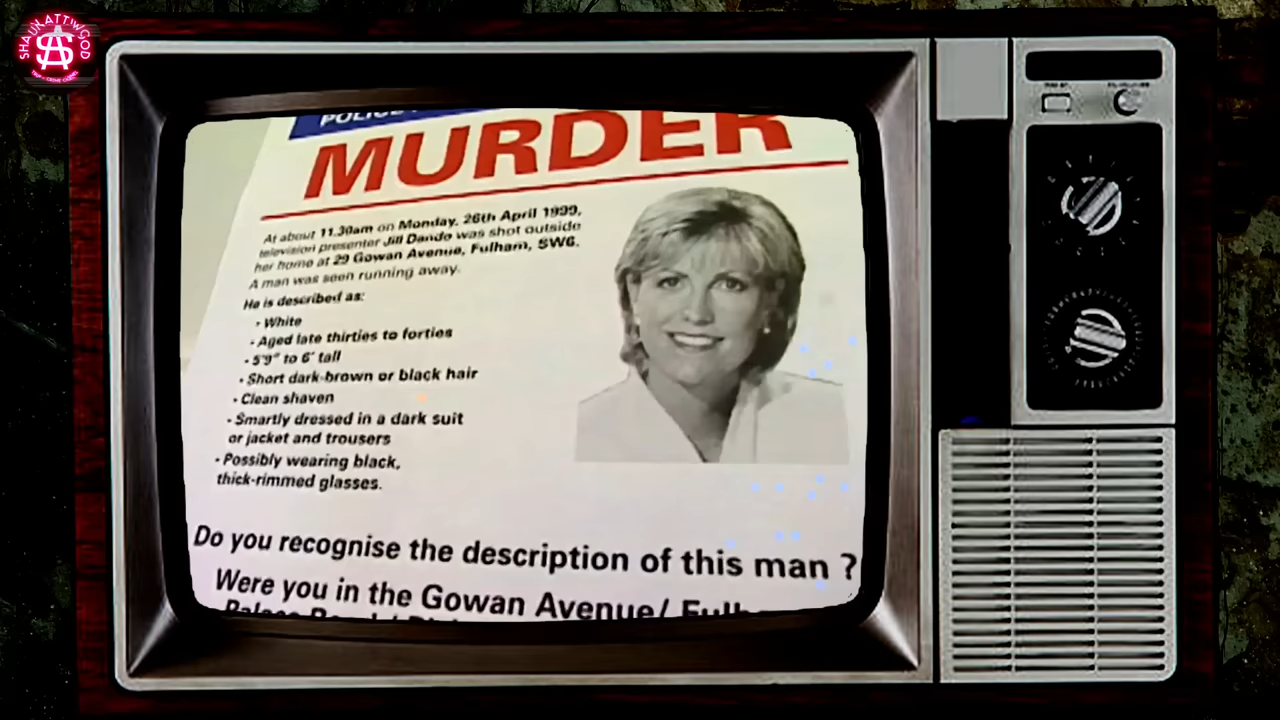 SHAUN ATTWOOD
TRUE CRIME
MURDER
At about 11.30am on Monday, 26th April 1999,
television presenter Jill Dando was shot outside
her home at 29 Gowan Avenue, Fulham, SW6.
A man was seen running away.
He is described as:
• White
• Aged late thirties to forties
• 5'9" to 6' tall
• Short dark-brown or black hair
• Clean shaven
• Smartly dressed in a dark suit
or jacket and trousers
• Possibly wearing black,
thick-rimmed glasses.
Do you recognise the description of this man ?
Were you in the Gowan Avenue/